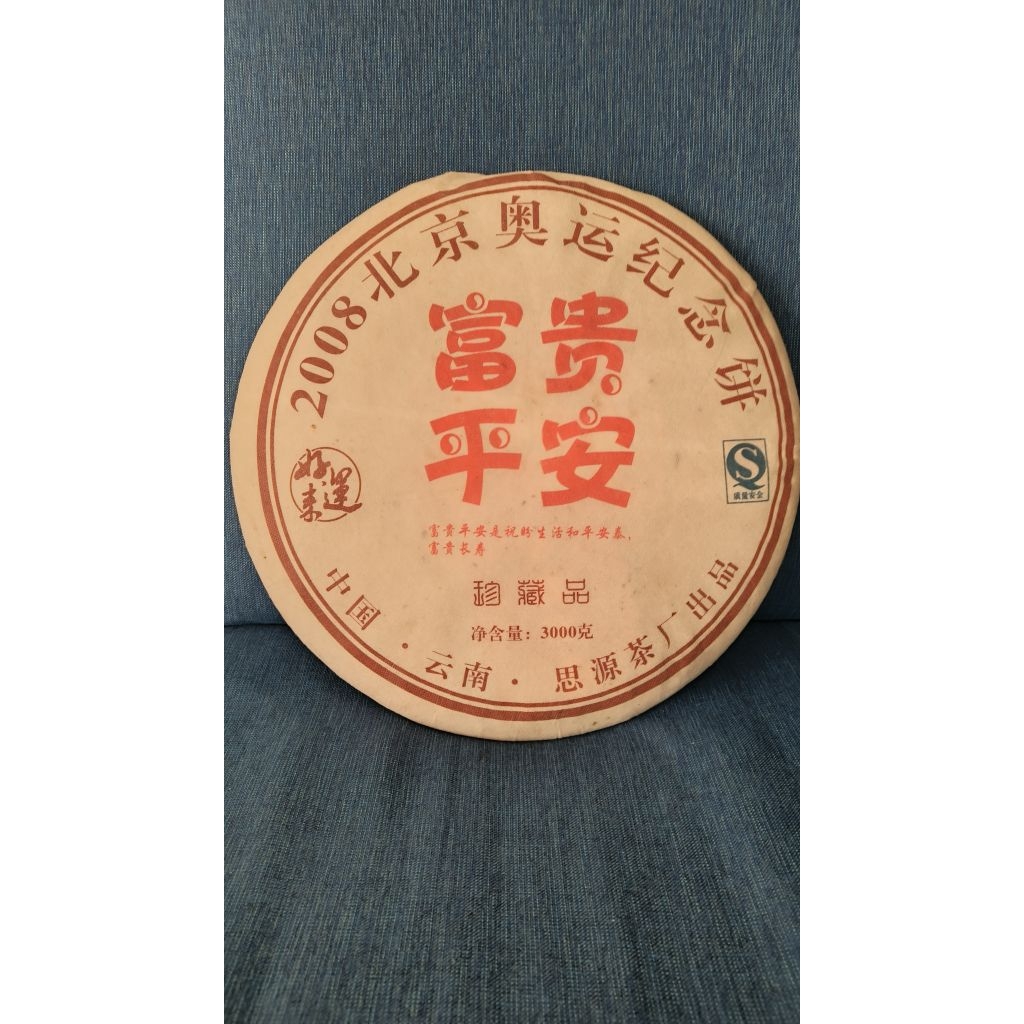 2008北京奥运纪念饼
富贵
平安
好运来
QS
质量安全
富贵平安是祝盼生活和平安泰,
富贵长寿
珍藏品
净含量：3000克
中国·云南·思源茶厂出品